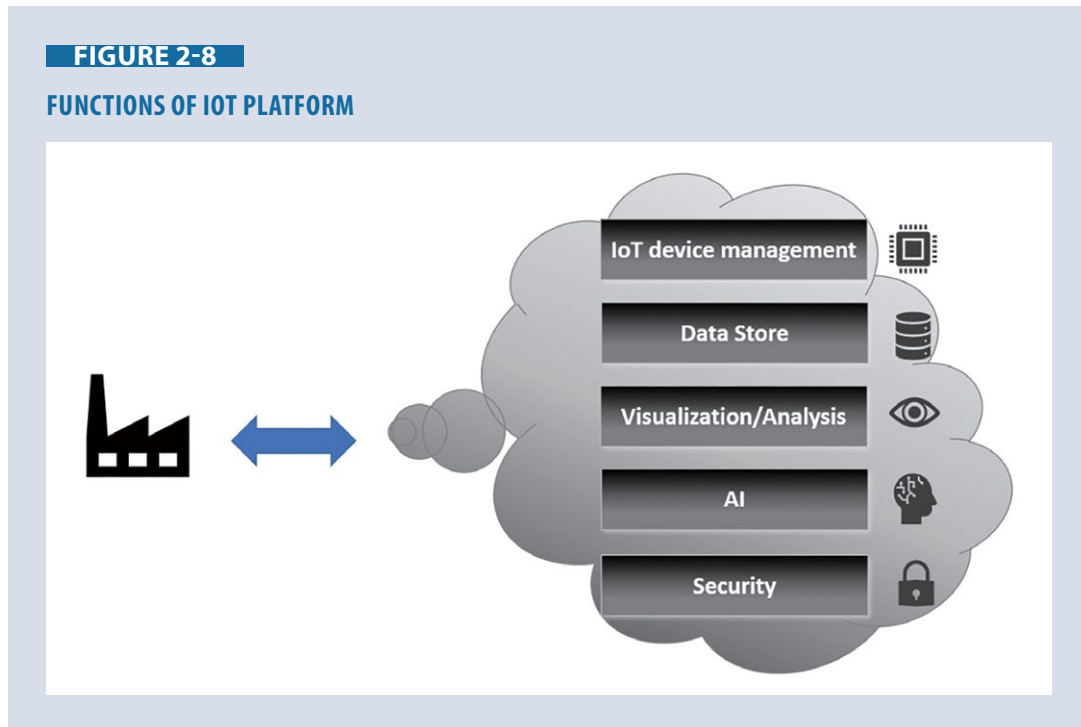 FIGURE 2-8
FUNCTIONS OF IOT PLATFORM
IoT device management
Data Store
Visualization/Analysis
AI
Security